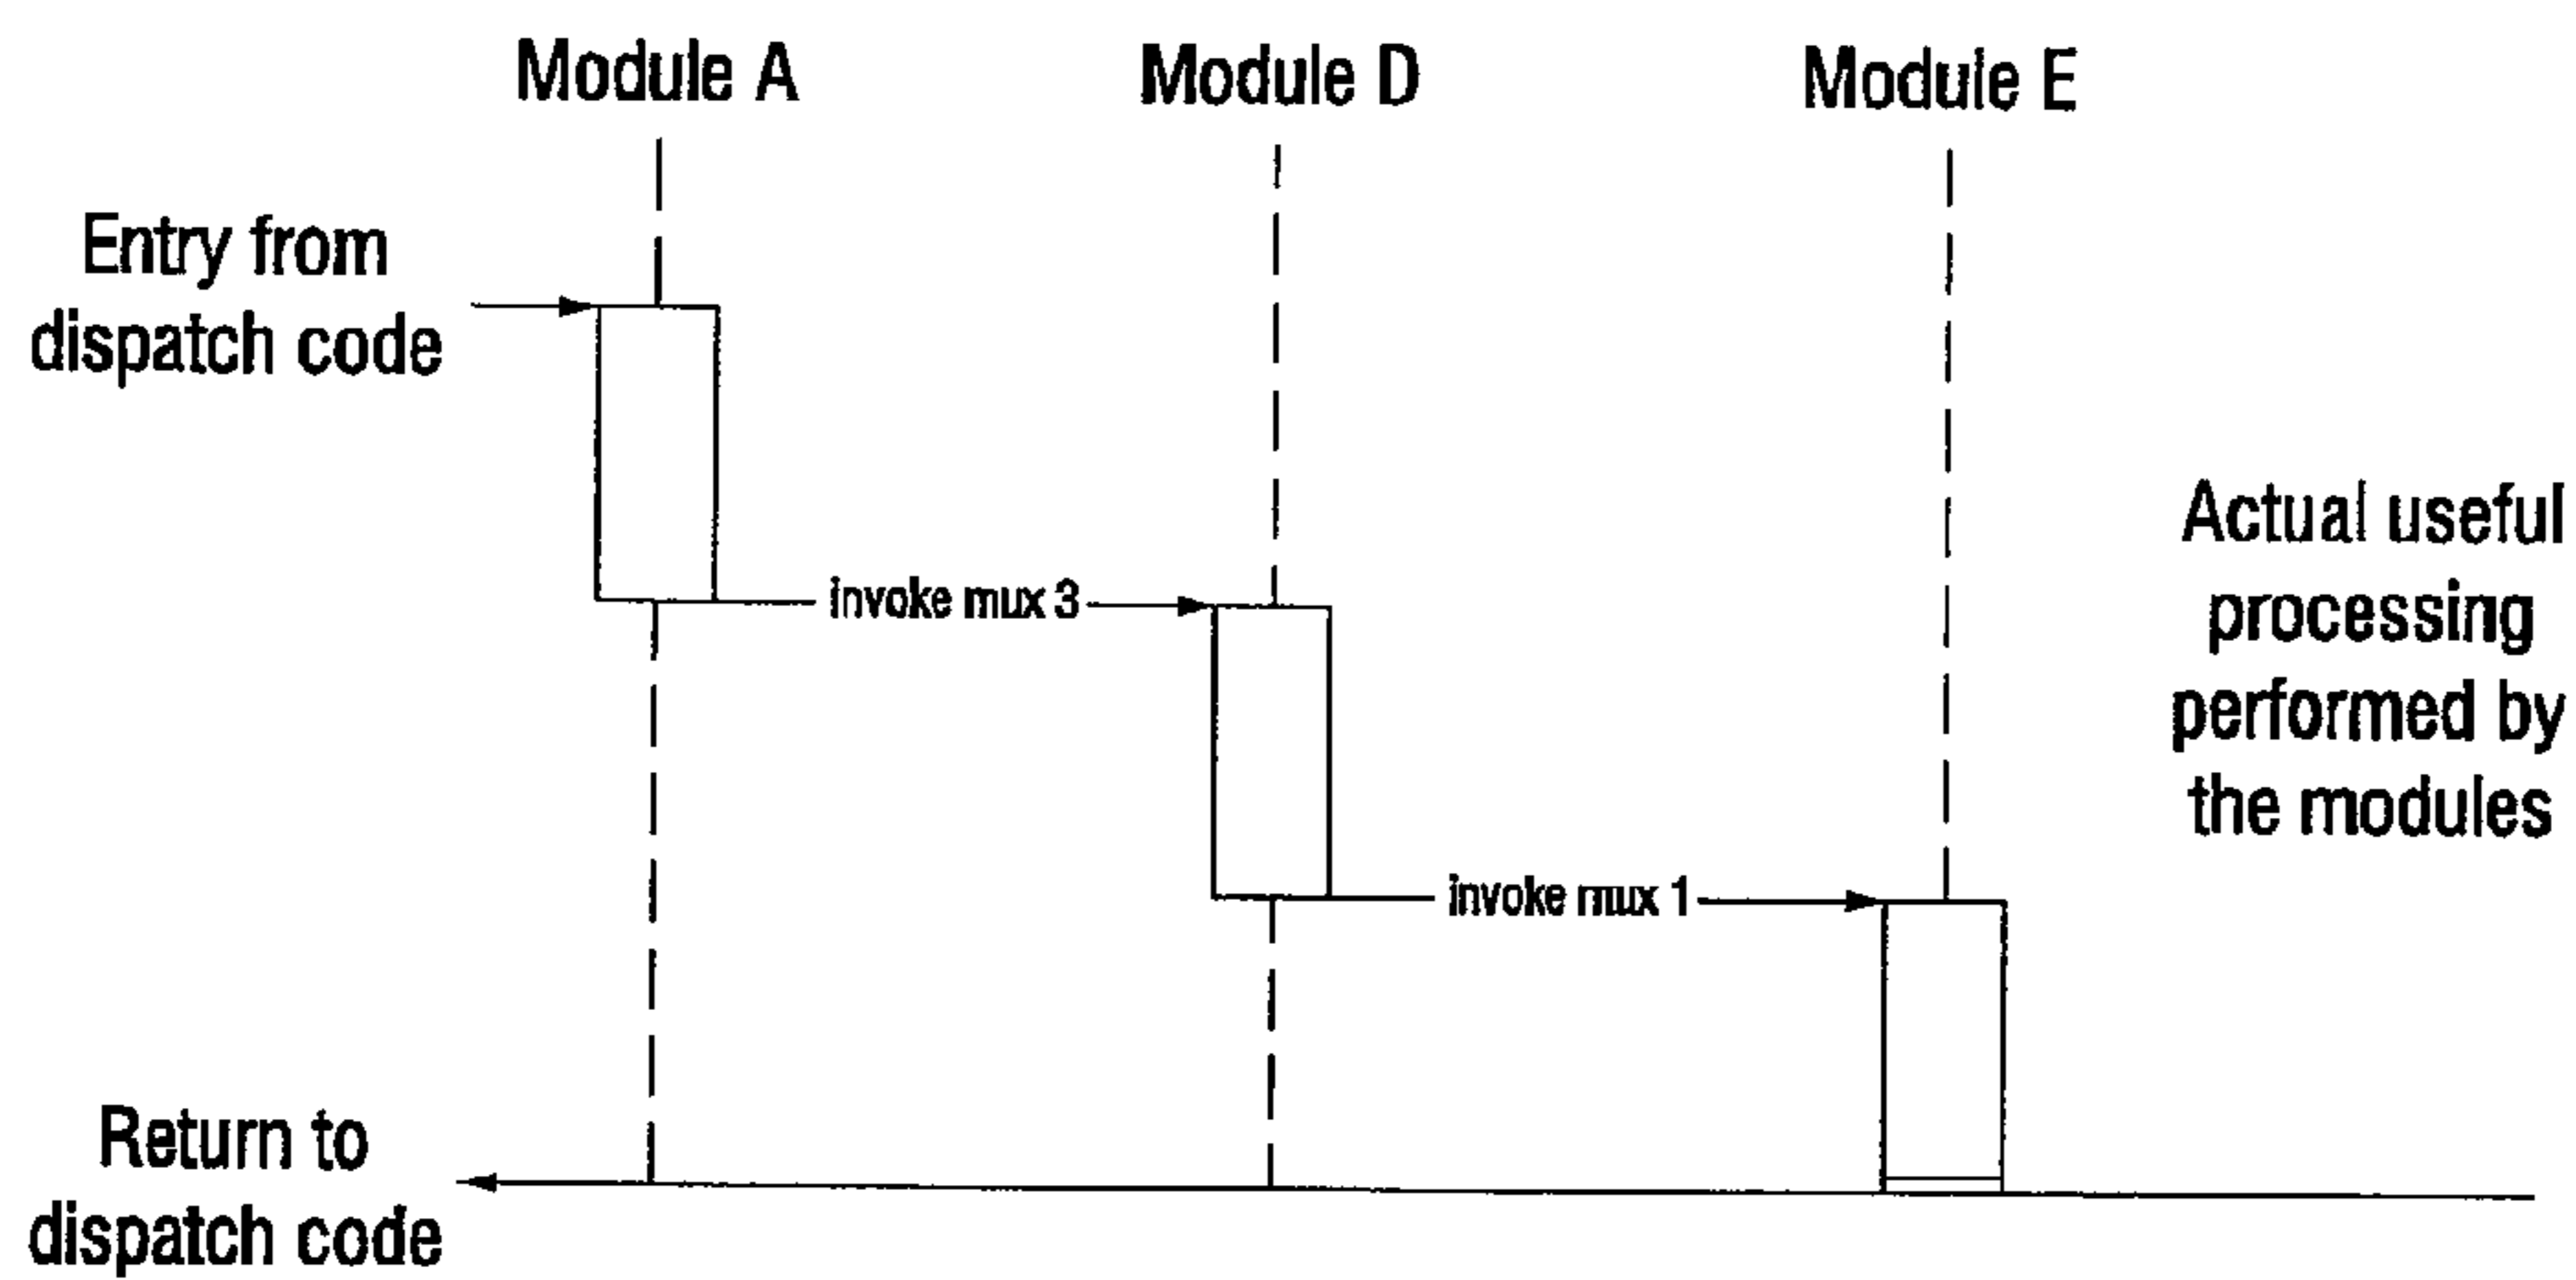 Module A
Module D
Module E
Entry from
dispatch code
invoke mux 3
Actual useful
processing
performed by
the modules
invoke mux 1
Return to
dispatch code